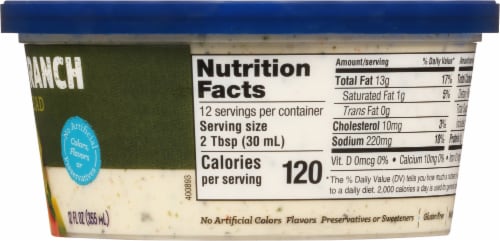 RANCH
No Artificial
Colors,
Flavors or
Preservatives
12 FL OZ (355 mL)
Nutrition
Facts
12 servings per container
Serving size
2 Tbsp (30 mL)
Calories
per serving
120
400893
Amount/serving % Daily Value*
Total Fat 13g 17%
Saturated Fat 1g 5%
Trans Fat 0g
Cholesterol 10mg 3%
Sodium 220mg 10%
Vit. D 0mcg 0% • Calcium 10mg 0% •
*The % Daily Value (DV) tells you how much a
to a daily diet. 2,000 calories a day is used
No Artificial Colors Flavors Preservatives or Sweeteners | Gluten Free